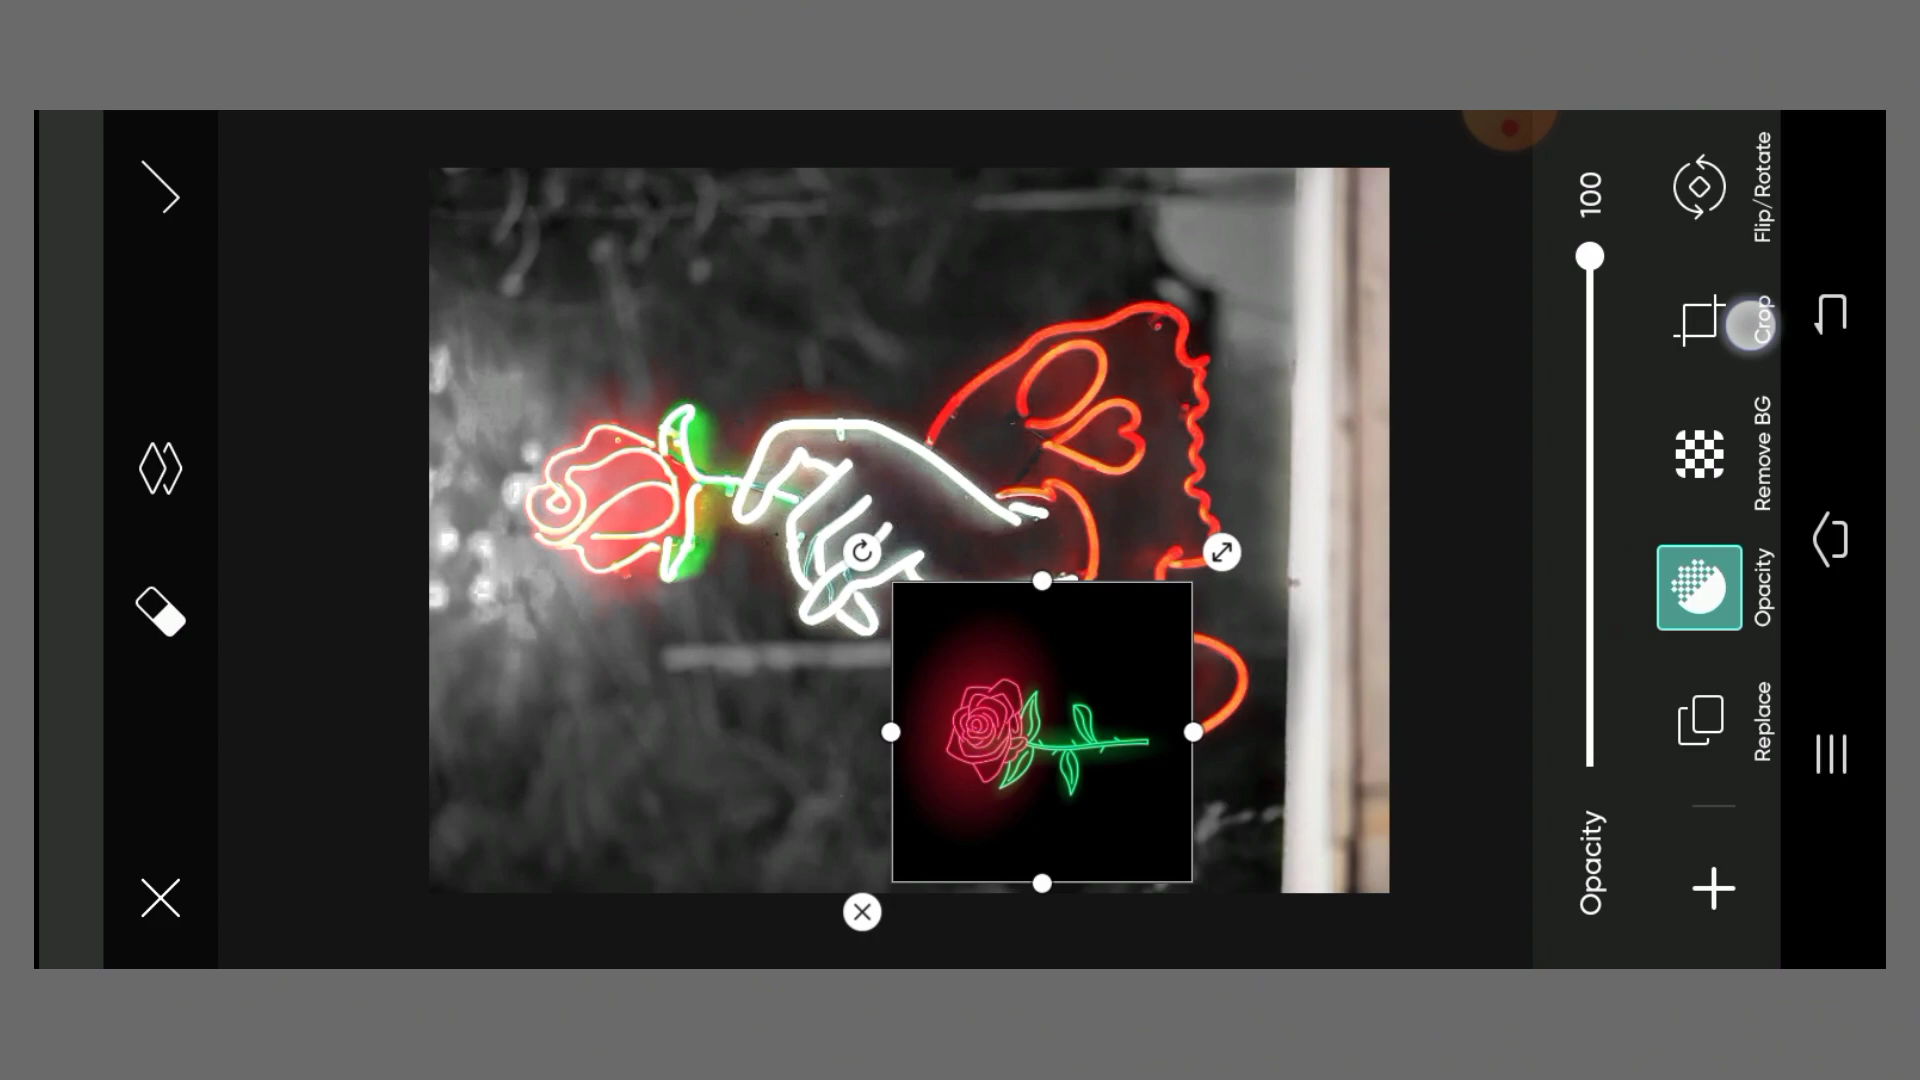 Opacity
100
Replace
Opacity
Remove BG
Crop
Flip/Rotate